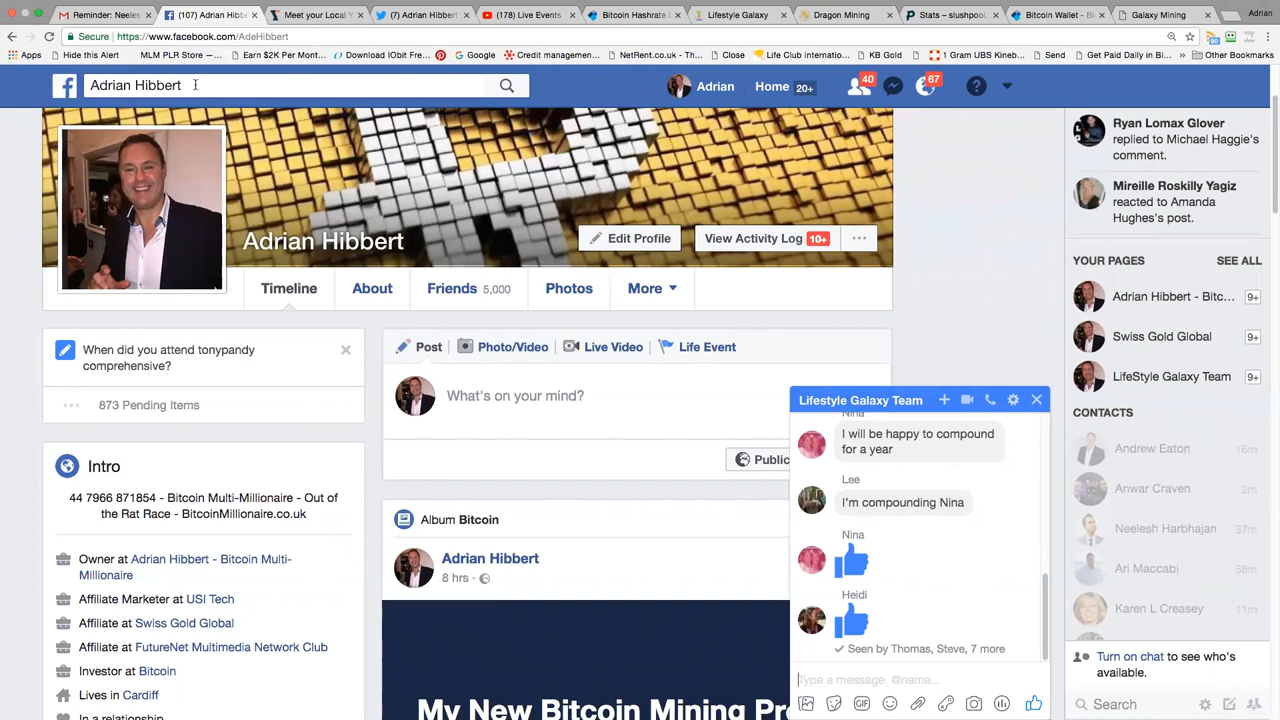 Adrian
Reminder: Neeles
(107) Adrian Hibb
Meet your Local Y
(7) Adrian Hibbert
(178) Live Events
Bitcoin Hashrate
Lifestyle Galaxy
Dragon Mining
Stats – slushpool.
Bitcoin Wallet - B
Galaxy Mining
Secure https://www.facebook.com/AdeHibbert
Apps
Hide this Alert
MLM PLR Store ...
Earn $2K Per Mont...
Download IObit Fre...
Google
Credit managemen...
NetRent.co.uk - Th...
Close
Life Club internatio...
KB Gold
1 Gram UBS Kineb...
Send
Get Paid Daily in Bi...
Other Bookmarks
Adrian Hibbert
Adrian
Home 20+
40
67
Adrian Hibbert
Edit Profile
View Activity Log 10+
Timeline
About
Friends 5,000
Photos
More
When did you attend tonypandy
comprehensive?
873 Pending Items
Intro
44 7966 871854 - Bitcoin Multi-Millionaire - Out of
the Rat Race - BitcoinMillionaire.co.uk
Owner at Adrian Hibbert - Bitcoin Multi-
Millionaire
Affiliate Marketer at USI Tech
Affiliate at Swiss Gold Global
Affiliate at FutureNet Multimedia Network Club
Investor at Bitcoin
Lives in Cardiff
In a relationship
Post
Photo/Video
Live Video
Life Event
What's on your mind?
Public
Album Bitcoin
Adrian Hibbert
8 hrs
My New Bitcoin Mining Pr
Lifestyle Galaxy Team
Nina
I will be happy to compound
for a year
Lee
I'm compounding Nina
Nina
Heidi
Seen by Thomas, Steve, 7 more
Type a message, @name...
GIF
Ryan Lomax Glover
replied to Michael Haggie's
comment.
Mireille Roskilly Yagiz
reacted to Amanda
Hughes's post.
YOUR PAGES
SEE ALL
Adrian Hibbert - Bitc...
9+
Swiss Gold Global
9+
LifeStyle Galaxy Team
9+
CONTACTS
Andrew Eaton
16m
Anwar Craven
2m
Neelesh Harbhajan
37m
Ari Maccabi
58m
Karen L Creasey
11m
Turn on chat to see who's
available.
Search